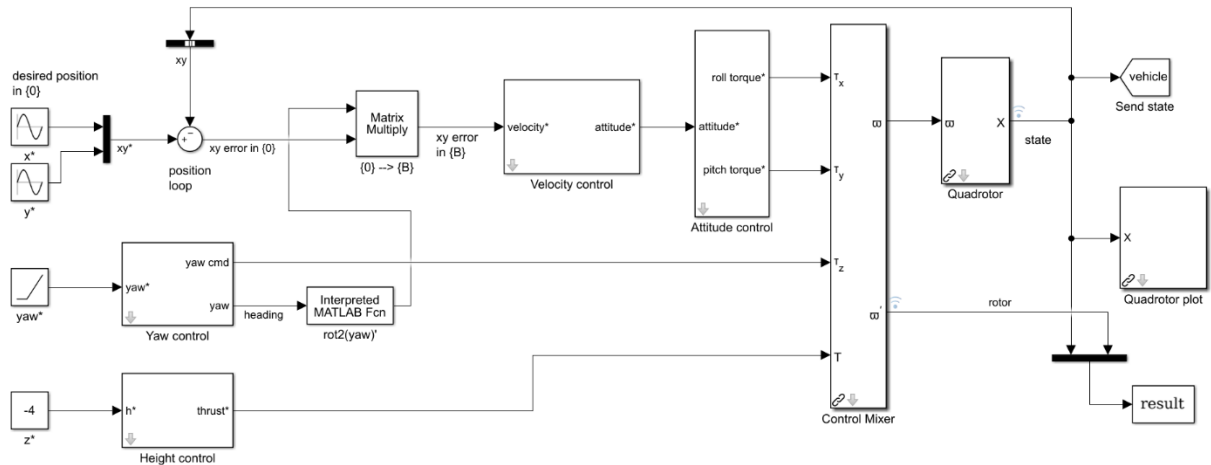 xy
desired position
in {0}
x*
y*
xy*
+
−
position
loop
xy error in {0}
Matrix
Multiply
{0} --> {B}
xy error
in {B}
velocity*
attitude*
Velocity control
attitude*
roll torque*
pitch torque*
Attitude control
τx
τy
τz
T
ϖ
ϖ'
Control Mixer
ϖ
X
Quadrotor
state
vehicle
Send state
X
Quadrotor plot
yaw*
yaw*
yaw cmd
yaw
Yaw control
heading
Interpreted
MATLAB Fcn
rot2(yaw)'
rotor
-4
z*
h*
thrust*
Height control
result